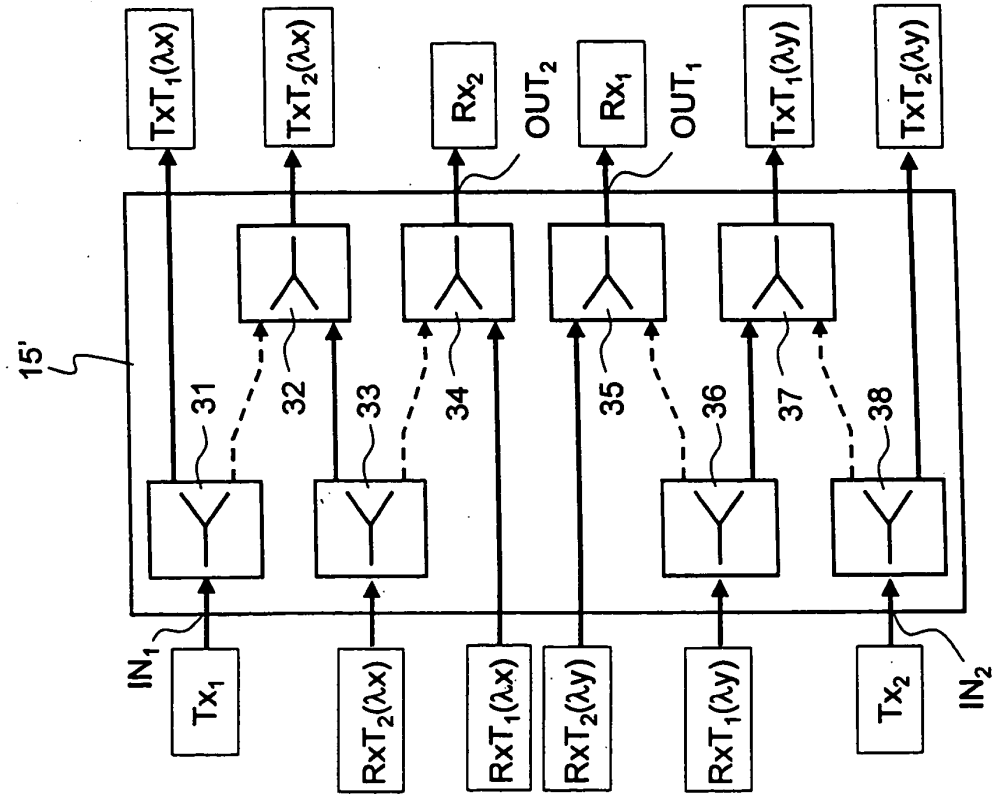 15'
Tx₁
IN₁
RxT₂(λx)
RxT₁(λx)
RxT₂(λy)
RxT₁(λy)
Tx₂
IN₂
31
32
33
34
35
36
37
38
TxT₁(λx)
TxT₂(λx)
Rx₂
OUT₂
Rx₁
OUT₁
TxT₁(λy)
TxT₂(λy)